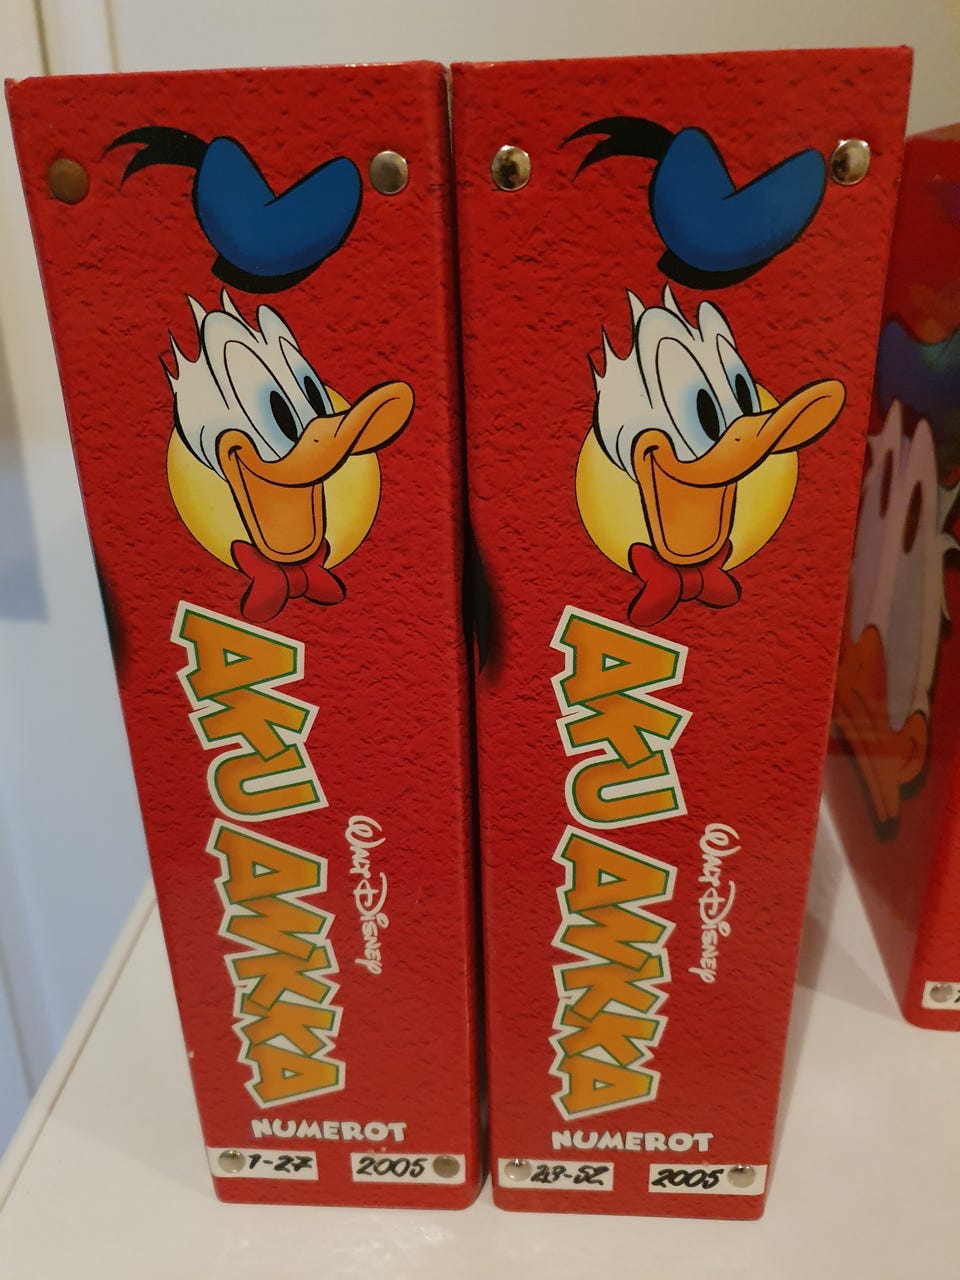 AKU ANKKA
WALT DISNEY
NUMEROT
1-27 2005
AKU ANKKA
WALT DISNEY
NUMEROT
28-52 2005